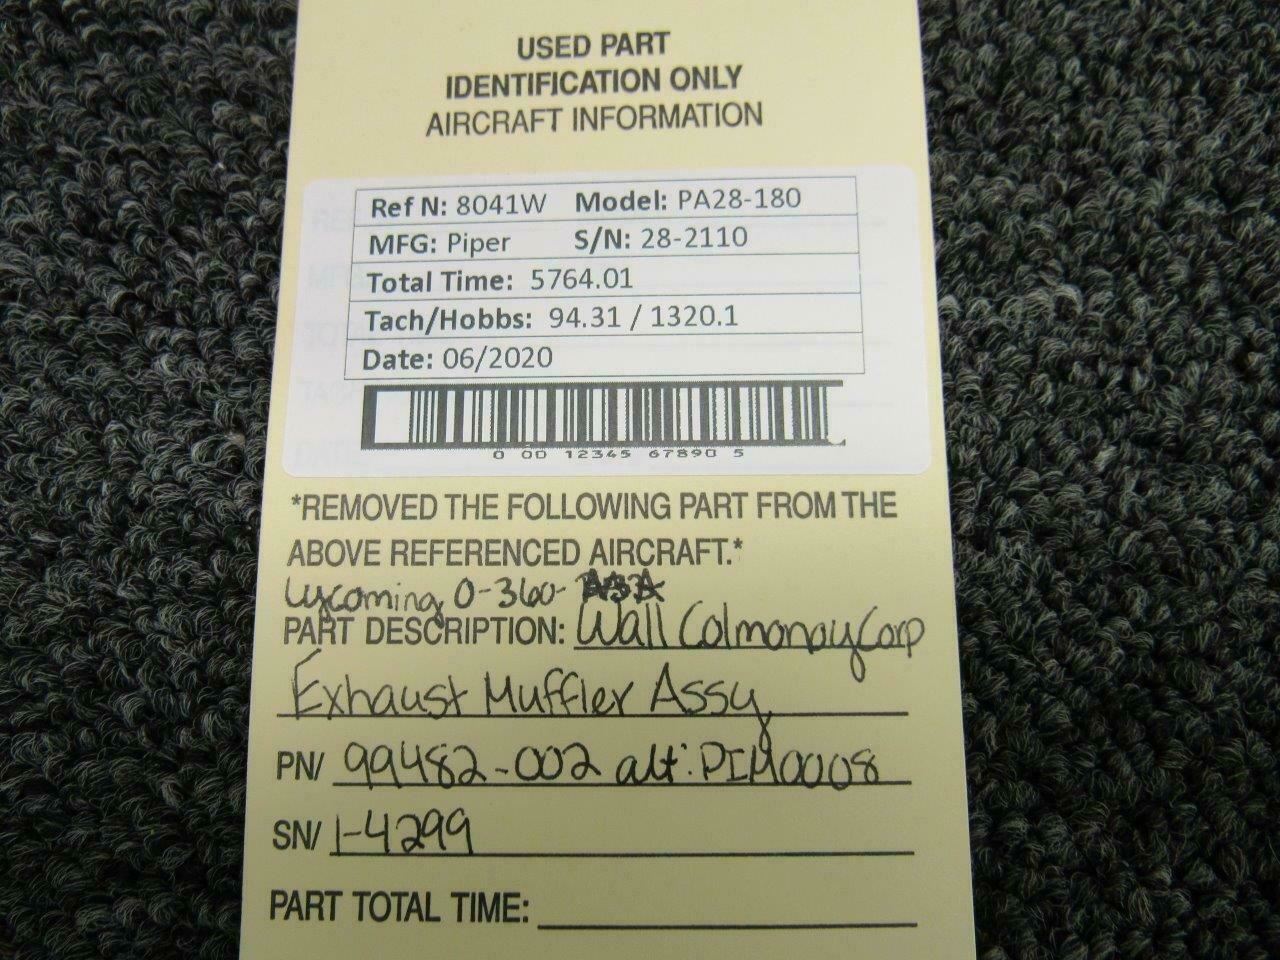 USED PART
IDENTIFICATION ONLY
AIRCRAFT INFORMATION
Ref N: 8041W Model: PA28-180
MFG: Piper S/N: 28-2110
Total Time: 5764.01
Tach/Hobbs: 94.31 / 1320.1
Date: 06/2020
0 00 12345 67890 5
*REMOVED THE FOLLOWING PART FROM THE
ABOVE REFERENCED AIRCRAFT.*
Lycoming O-360-
PART DESCRIPTION: Wall Colmonoy Corp
Exhaust Muffler Assy
PN/ 99482-002 alt: PIM0008
SN/ 1-4299
PART TOTAL TIME: